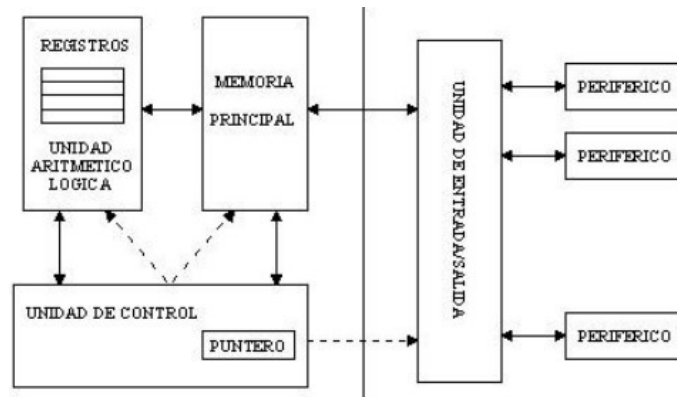 REGISTROS
UNIDAD
ARITMETICO
LOGICA
MEMORIA
PRINCIPAL
UNIDAD DE CONTROL
PUNTERO
UNIDAD DE ENTRADA/SALIDA
PERIFERICO
PERIFERICO
PERIFERICO